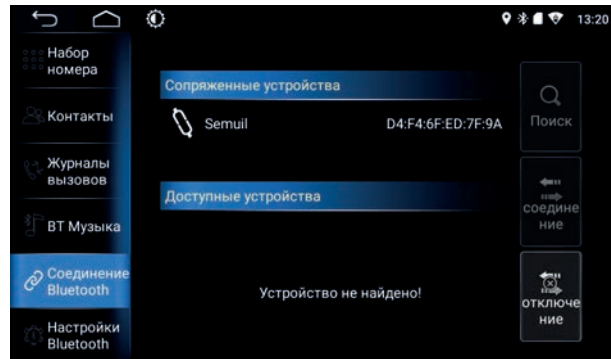 13:20
Набор
номера
Контакты
Журналы
вызовов
ВТ Музыка
Соединение
Bluetooth
Настройки
Bluetooth
Сопряженные устройства
Semuil D4:F4:6F:ED:7F:9A
Доступные устройства
Устройство не найдено!
Поиск
соедине
ние
отключе
ние